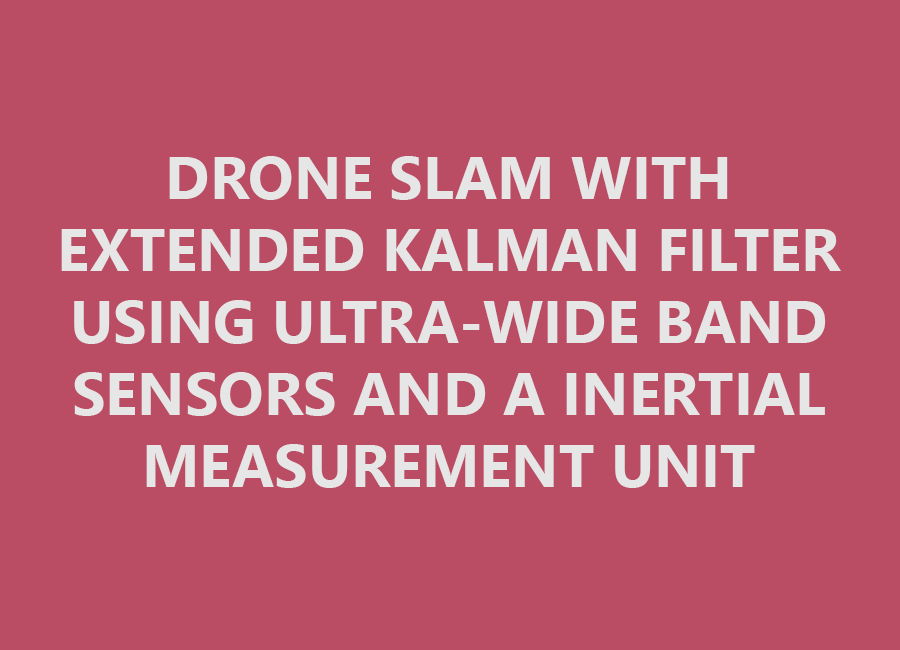 DRONE SLAM WITH
EXTENDED KALMAN FILTER
USING ULTRA-WIDE BAND
SENSORS AND A INERTIAL
MEASUREMENT UNIT